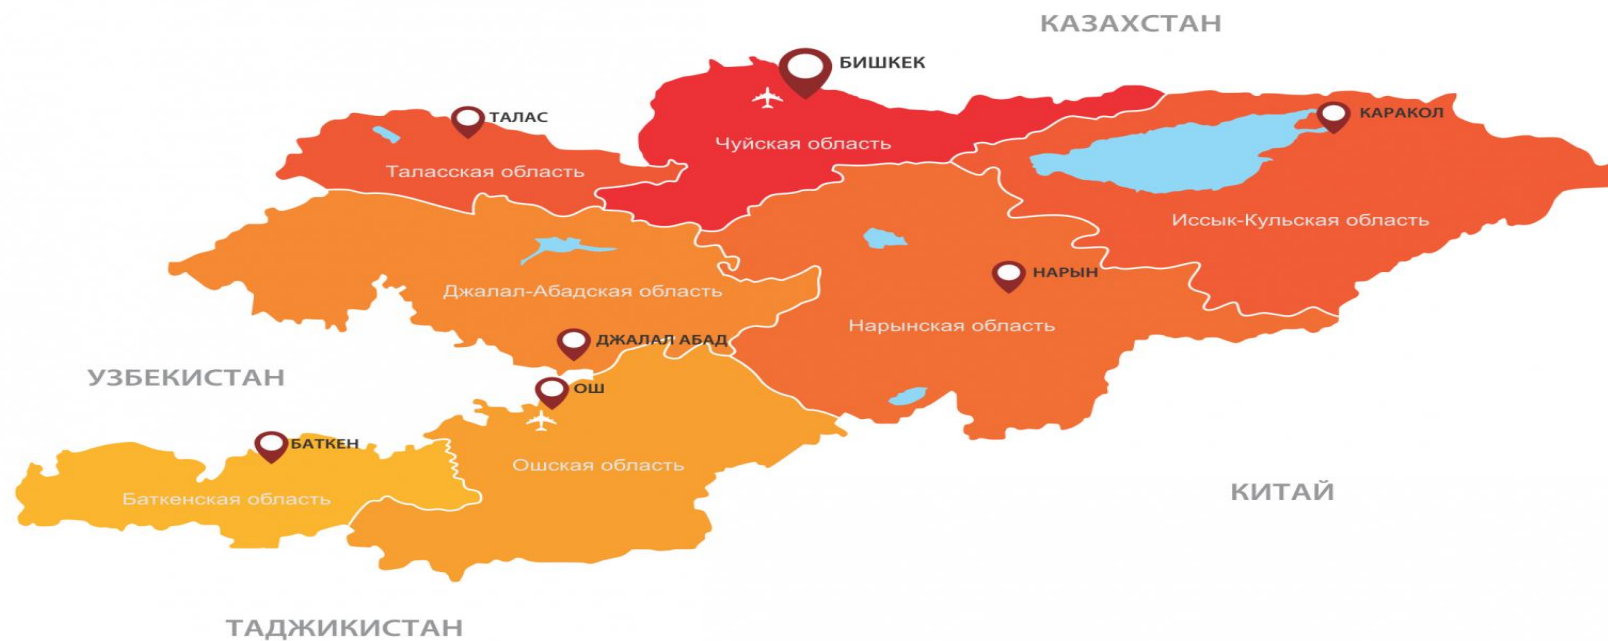 КАЗАХСТАН
БИШКЕК
ТАЛАС
КАРАКОЛ
Чуйская область
Таласская область
Иссык-Кульская область
НАРЫН
Джалал-Абадская область
Нарынская область
ДЖАЛАЛ АБАД
УЗБЕКИСТАН
ОШ
БАТКЕН
Ошская область
КИТАЙ
Баткенская область
ТАДЖИКИСТАН